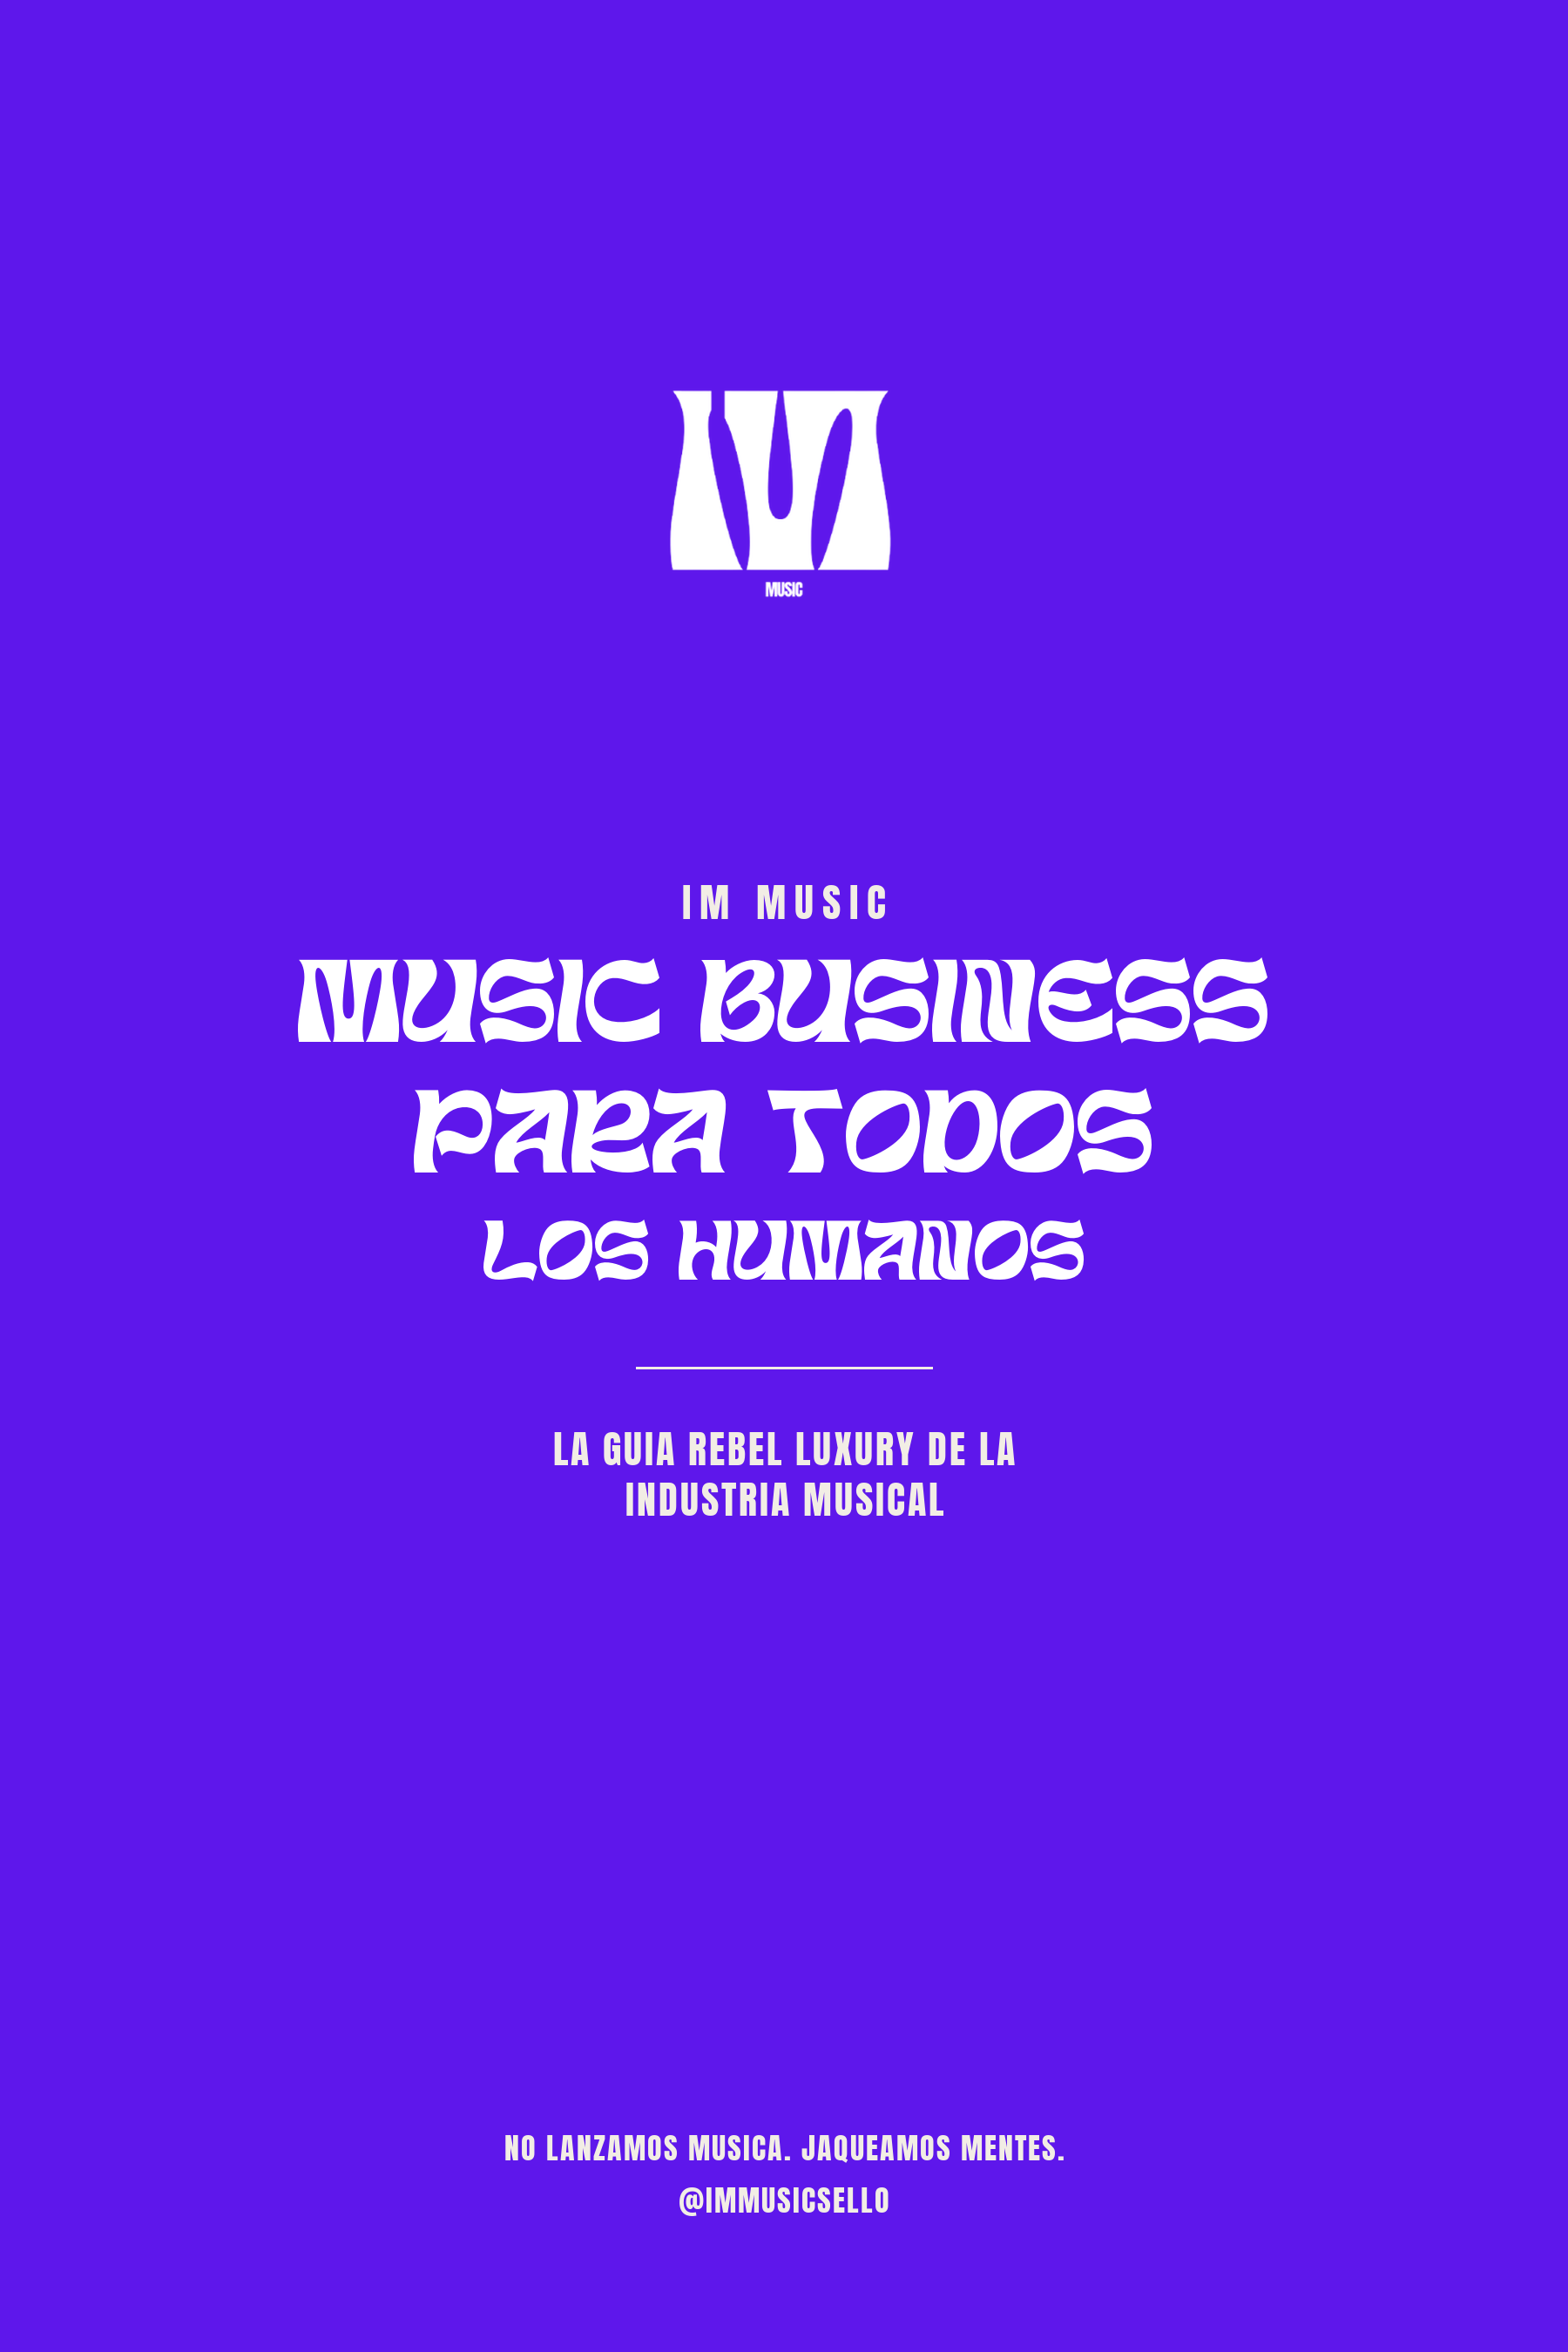 IM
MUSIC
IM MUSIC
MUSIC BUSINESS
PARA TODOS
LOS HUMANOS
LA GUIA REBEL LUXURY DE LA
INDUSTRIA MUSICAL
NO LANZAMOS MUSICA. JAQUEAMOS MENTES.
@IMMUSICSELLO